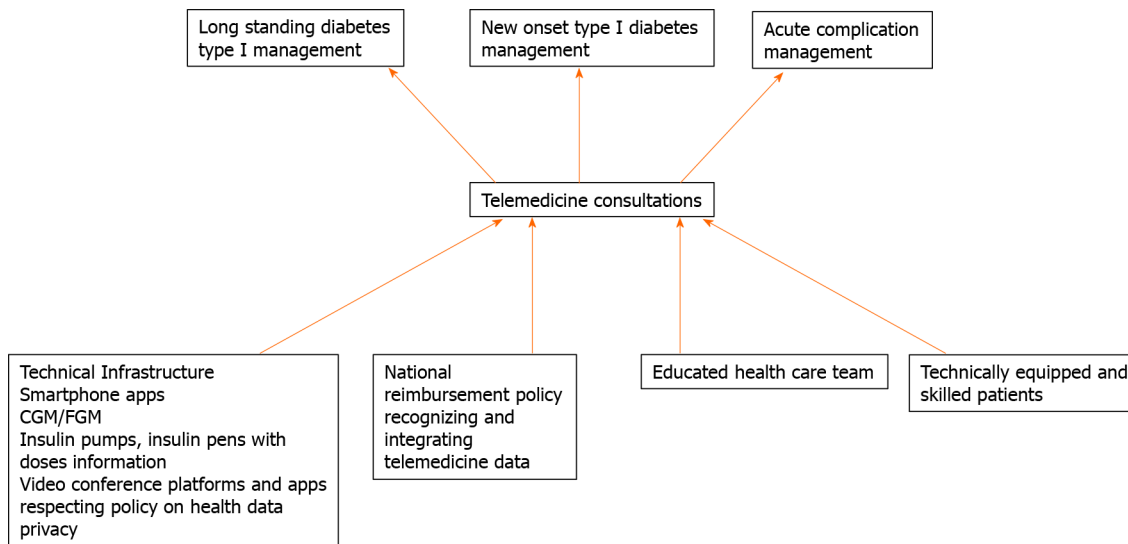 Long standing diabetes
type I management
New onset type I diabetes
management
Acute complication
management
Telemedicine consultations
Technical Infrastructure
Smartphone apps
CGM/FGM
Insulin pumps, insulin pens with
doses information
Video conference platforms and apps
respecting policy on health data
privacy
National
reimbursement policy
recognizing and
integrating
telemedicine data
Educated health care team
Technically equipped and
skilled patients